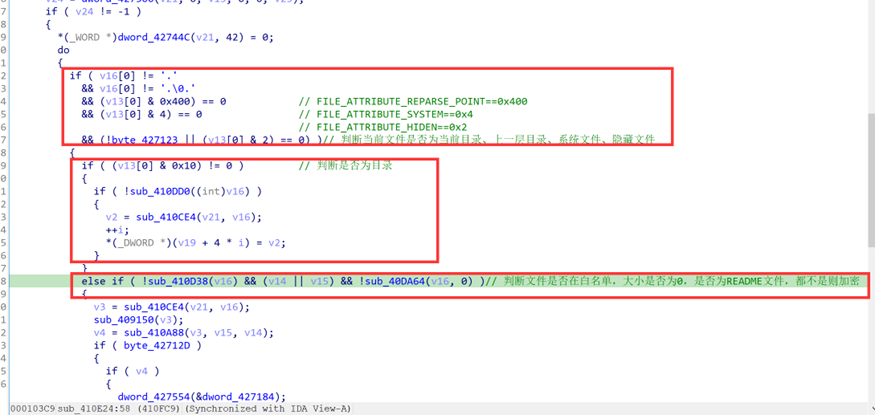 7 if ( v24 != -1 )
8 {
9 *(_WORD *)dword_42744C(v21, 42) = 0;
0 do
1 {
2 if ( v16[0] != '.'
3 && v16[0] != '.\0.'
4 && (v13[0] & 0x400) == 0 // FILE_ATTRIBUTE_REPARSE_POINT==0x400
5 && (v13[0] & 4) == 0 // FILE_ATTRIBUTE_SYSTEM==0x4
6 // FILE_ATTRIBUTE_HIDEN==0x2
7 && (!byte_427123 || (v13[0] & 2) == 0) )// 判断当前文件是否为当前目录、上一层目录、系统文件、隐藏文件
8 {
9 if ( (v13[0] & 0x10) != 0 ) // 判断是否为目录
0 {
1 if ( !sub_410DD0((int)v16) )
2 {
3 v2 = sub_410CE4(v21, v16);
4 ++i;
5 *(_DWORD *)(v19 + 4 * i) = v2;
6 }
7 }
8 else if ( !sub_410D38(v16) && (v14 || v15) && !sub_40DA64(v16, 0) )// 判断文件是否在白名单，大小是否为0，是否为README文件，都不是则加密
9 {
0 v3 = sub_410CE4(v21, v16);
1 sub_409150(v3);
2 v4 = sub_410A88(v3, v15, v14);
3 if ( byte_42712D )
4 {
5 if ( v4 )
6 {
dword_427554(&dword_427184);
000103C9 sub_410E24:58 (410FC9) (Synchronized with IDA View-A)